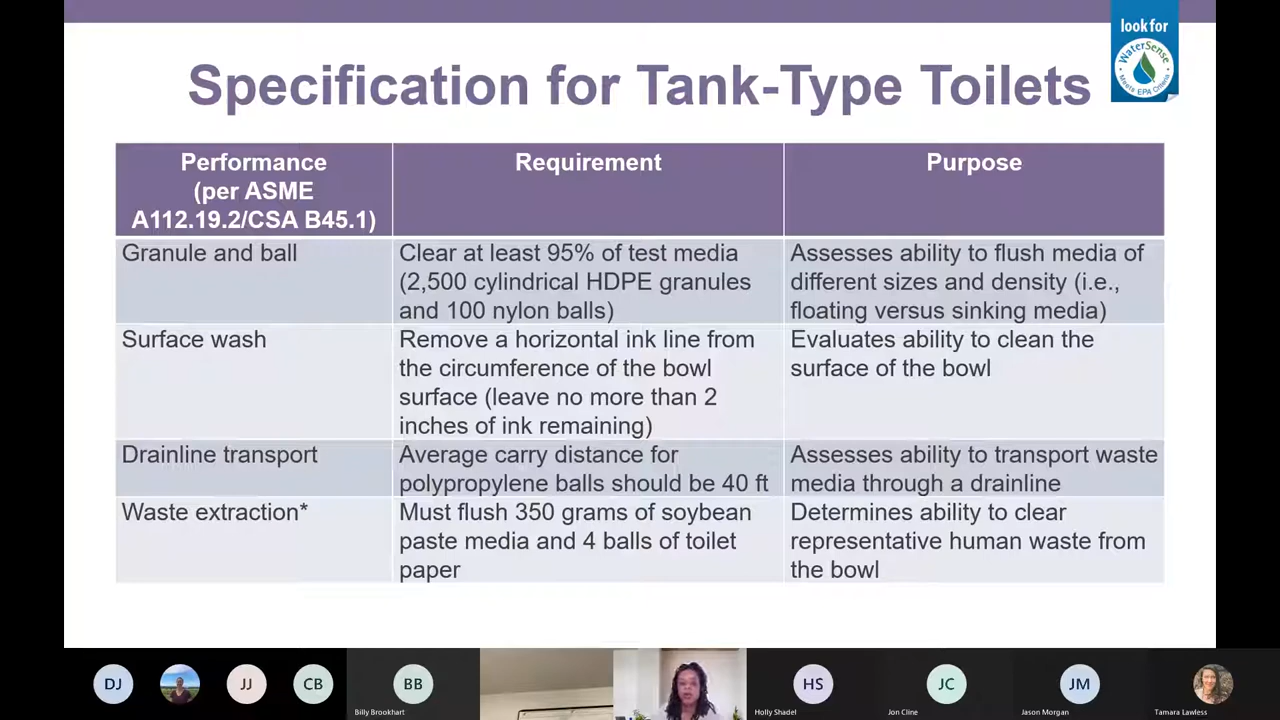 look for
WaterSense
Meets EPA Criteria
Specification for Tank-Type Toilets
Performance
(per ASME
A112.19.2/CSA B45.1)
Requirement
Purpose
Granule and ball
Clear at least 95% of test media
(2,500 cylindrical HDPE granules
and 100 nylon balls)
Assesses ability to flush media of
different sizes and density (i.e.,
floating versus sinking media)
Surface wash
Remove a horizontal ink line from
the circumference of the bowl
surface (leave no more than 2
inches of ink remaining)
Evaluates ability to clean the
surface of the bowl
Drainline transport
Average carry distance for
polypropylene balls should be 40 ft
Assesses ability to transport waste
media through a drainline
Waste extraction*
Must flush 350 grams of soybean
paste media and 4 balls of toilet
paper
Determines ability to clear
representative human waste from
the bowl
DJ
JJ
CB
BB
HS
JC
JM
Billy Brookhart
Holly Shadel
Jon Cline
Jason Morgan
Tamara Lawless